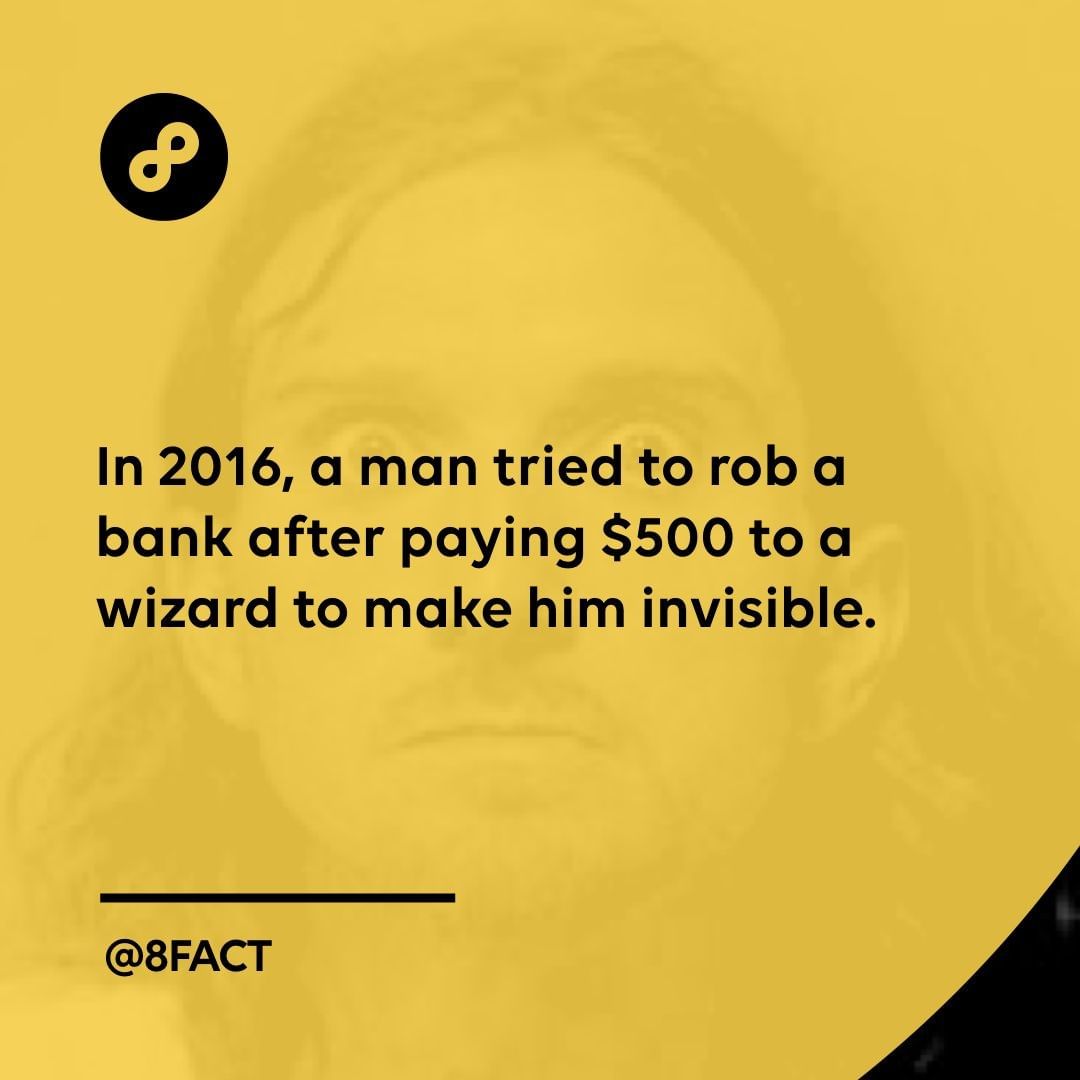 In 2016, a man tried to rob a
bank after paying $500 to a
wizard to make him invisible.
@8FACT